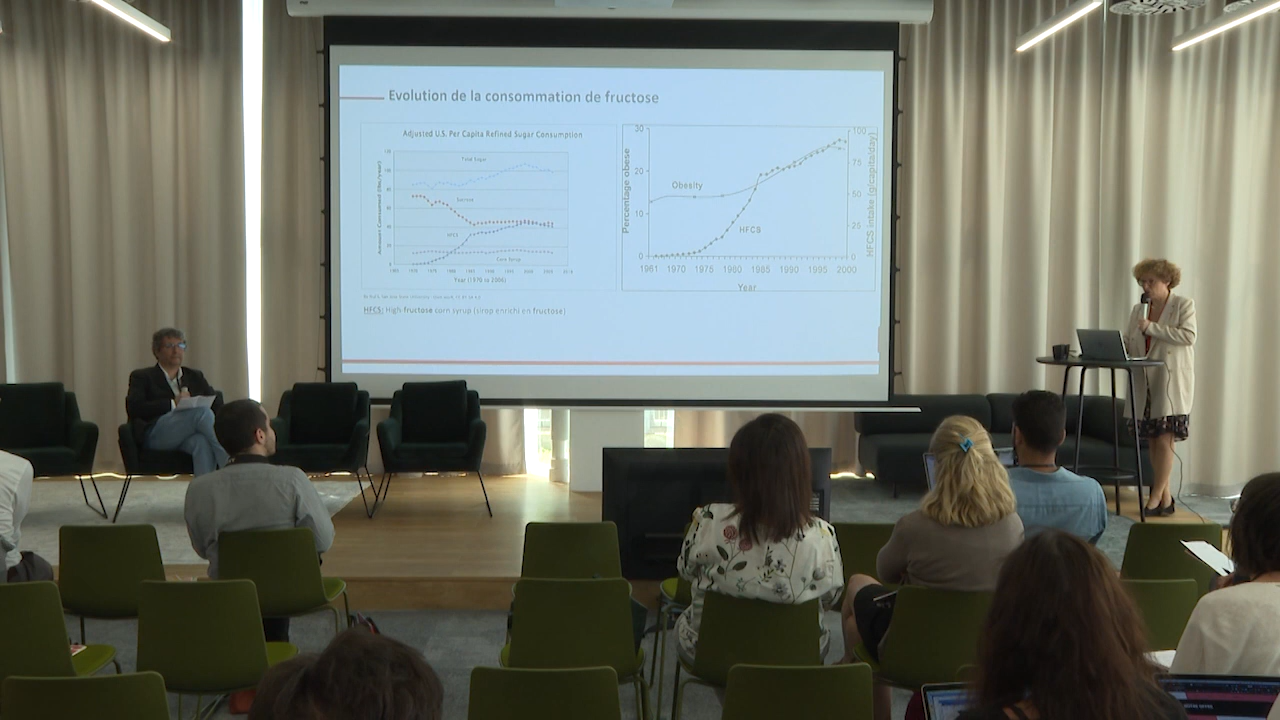 Evolution de la consommation de fructose
Adjusted U.S. Per Capita Refined Sugar Consumption
Total Sugar
Sucrose
HFCS
Corn Syrup
Year (1970 to 2006)
30
20
10
0
Percentage obese
Obesity
HFCS
100
75
50
25
0
HFCS intake (g/capita/day)
1961 1970 1975 1980 1985 1990 1995 2000
Year
HFCS: High fructose corn syrup (sirop enrichi en fructose)